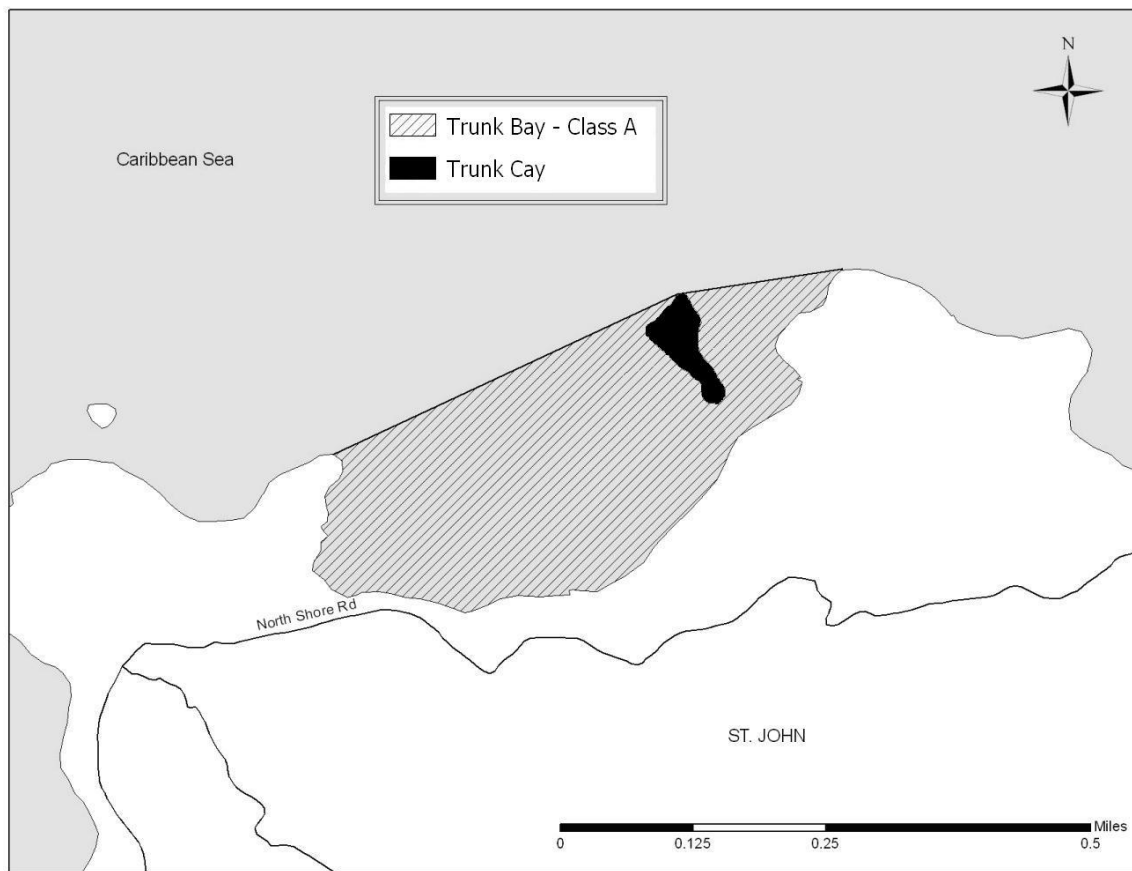 N
Trunk Bay - Class A
Caribbean Sea
Trunk Cay
North Shore Rd
ST. JOHN
Miles
0
0.125
0.25
0.5